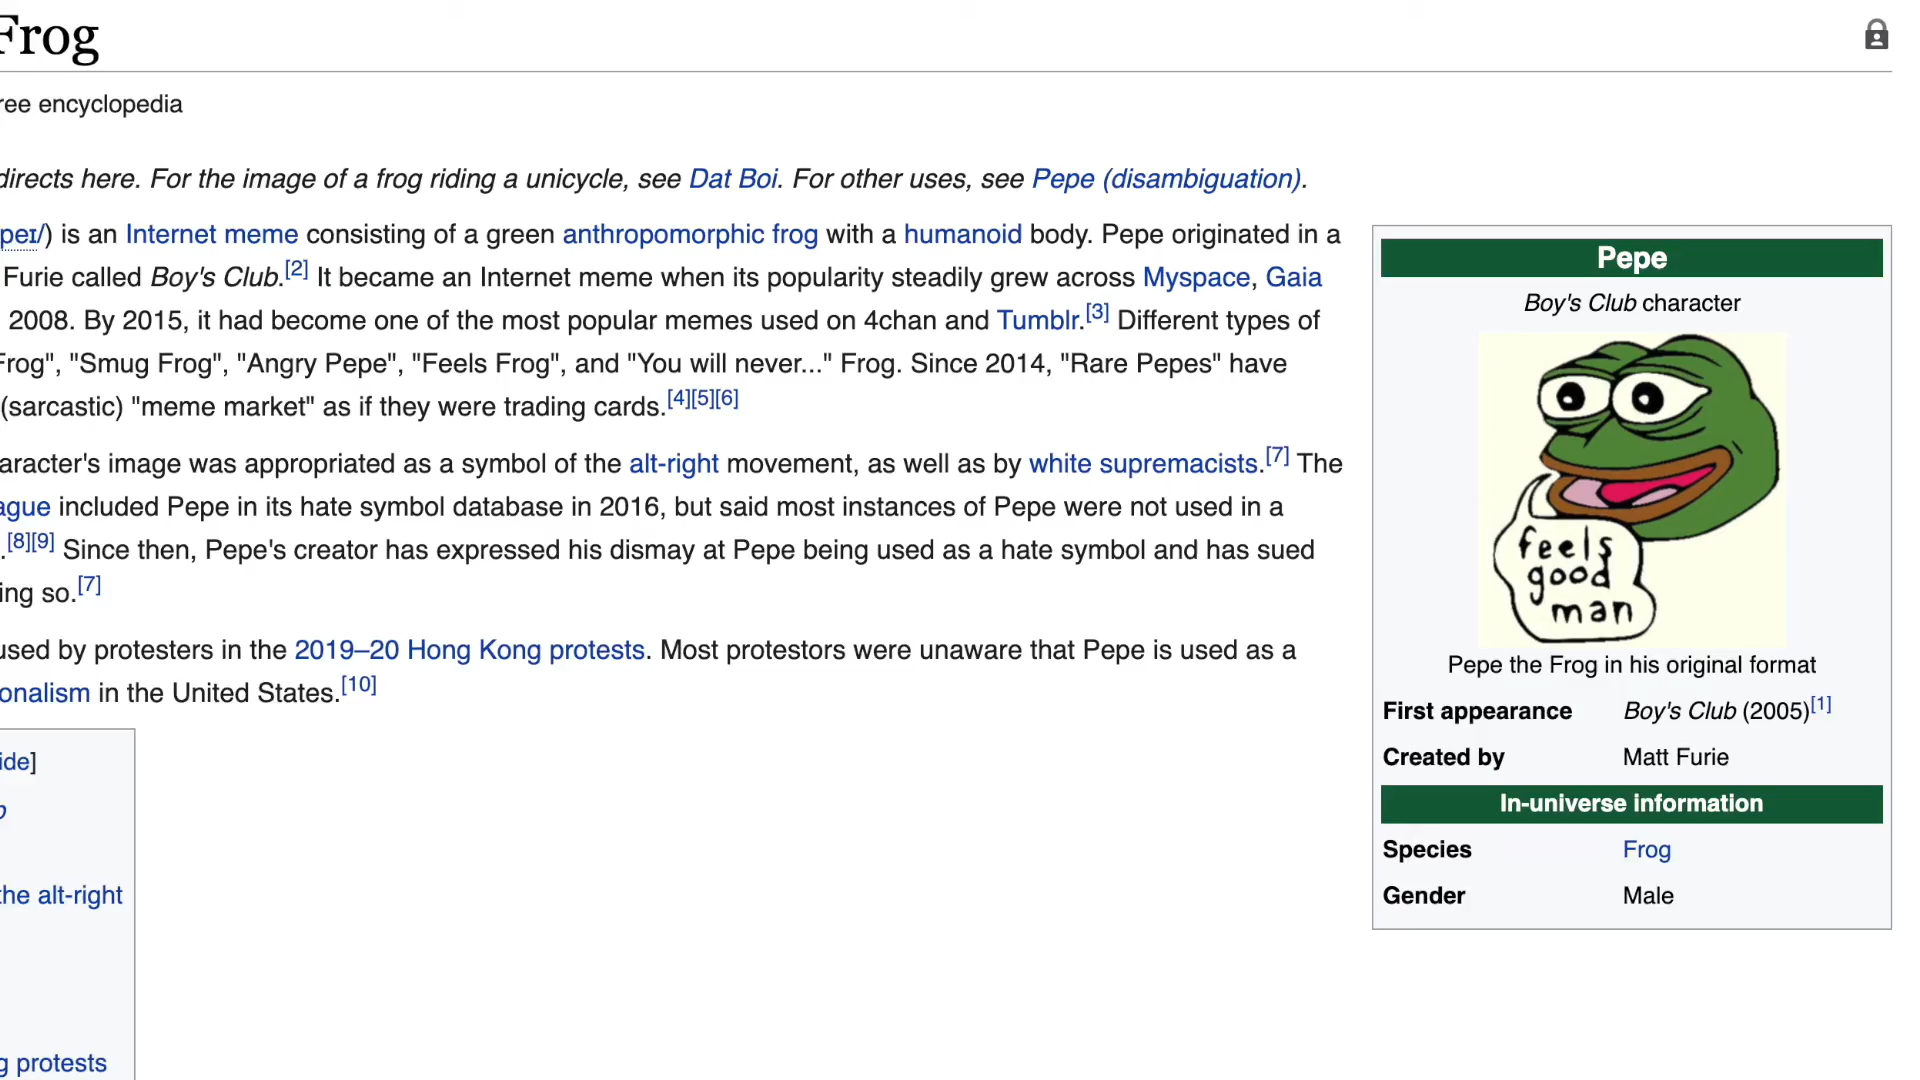 Frog
ree encyclopedia
directs here. For the image of a frog riding a unicycle, see Dat Boi. For other uses, see Pepe (disambiguation).
peɪ/) is an Internet meme consisting of a green anthropomorphic frog with a humanoid body. Pepe originated in a
Furie called Boy's Club.[2] It became an Internet meme when its popularity steadily grew across Myspace, Gaia
2008. By 2015, it had become one of the most popular memes used on 4chan and Tumblr.[3] Different types of
Frog", "Smug Frog", "Angry Pepe", "Feels Frog", and "You will never..." Frog. Since 2014, "Rare Pepes" have
(sarcastic) "meme market" as if they were trading cards.[4][5][6]
aracter's image was appropriated as a symbol of the alt-right movement, as well as by white supremacists.[7] The
ague included Pepe in its hate symbol database in 2016, but said most instances of Pepe were not used in a
.[8][9] Since then, Pepe's creator has expressed his dismay at Pepe being used as a hate symbol and has sued
ing so.[7]
used by protesters in the 2019–20 Hong Kong protests. Most protestors were unaware that Pepe is used as a
onalism in the United States.[10]
ide]
the alt-right
g protests
Pepe
Boy's Club character
feels
good
man
Pepe the Frog in his original format
First appearance Boy's Club (2005)[1]
Created by Matt Furie
In-universe information
Species Frog
Gender Male